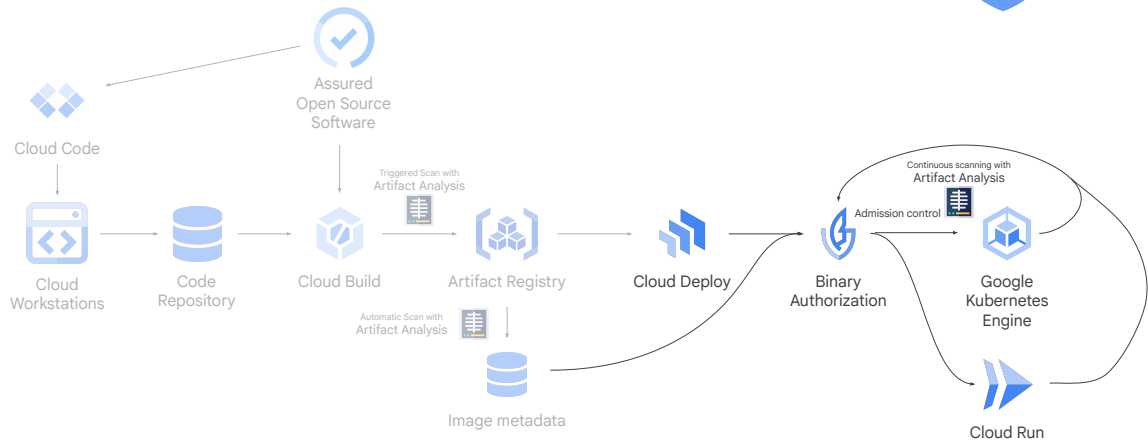 Assured
Open Source
Software
Cloud Code
Triggered Scan with
Artifact Analysis
Continuous scanning with
Artifact Analysis
Admission control
Cloud
Workstations
Code
Repository
Cloud Build
Artifact Registry
Cloud Deploy
Binary
Authorization
Google
Kubernetes
Engine
Automatic Scan with
Artifact Analysis
Image metadata
Cloud Run